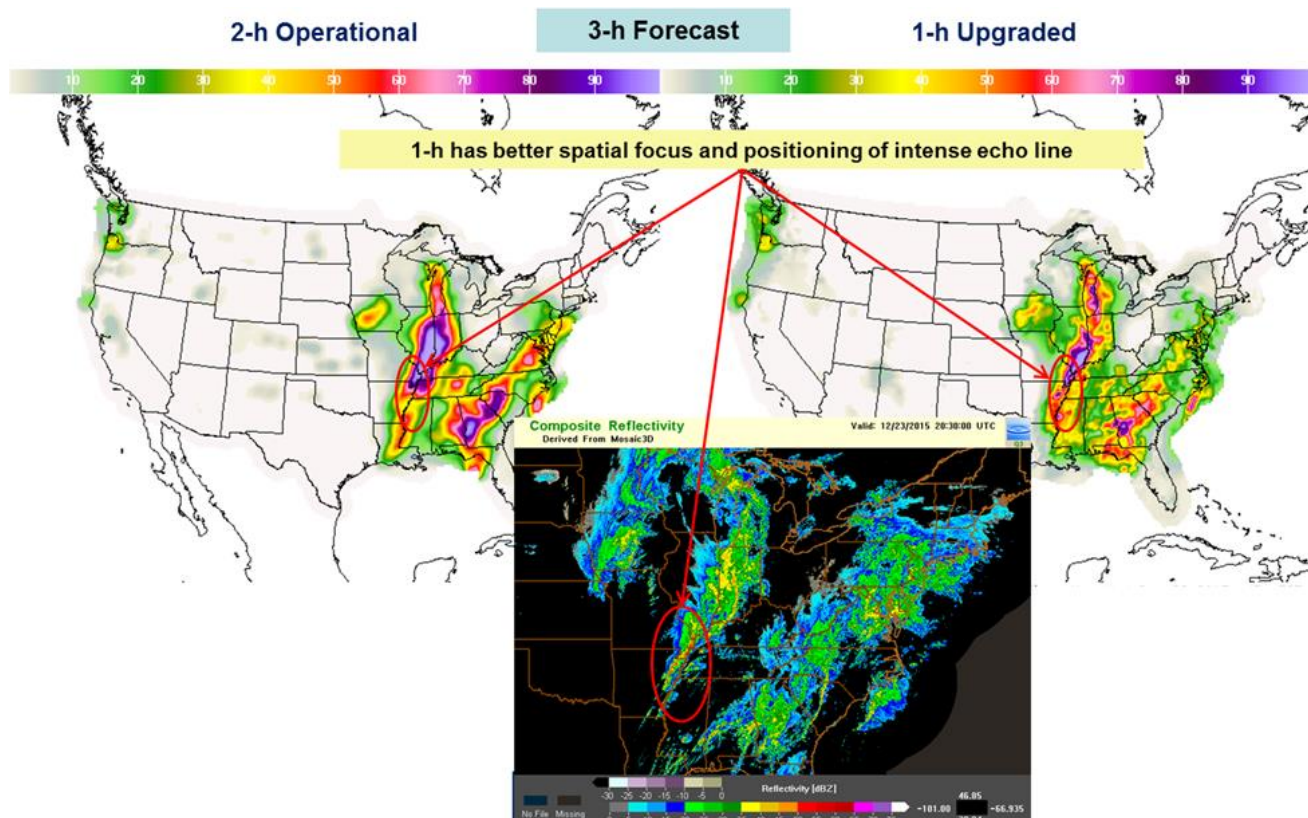 2-h Operational
3-h Forecast
1-h Upgraded
10 20 30 40 50 60 70 80 90
10 20 30 40 50 60 70 80 90
1-h has better spatial focus and positioning of intense echo line
Composite Reflectivity
Derived From Mosaic3D
Valid: 12/23/2015 20:30:00 UTC
-30 -25 -20 -15 -10 -5 0
Reflectivity [dBZ]
46.85
No File Missing
-101.00
-66.935